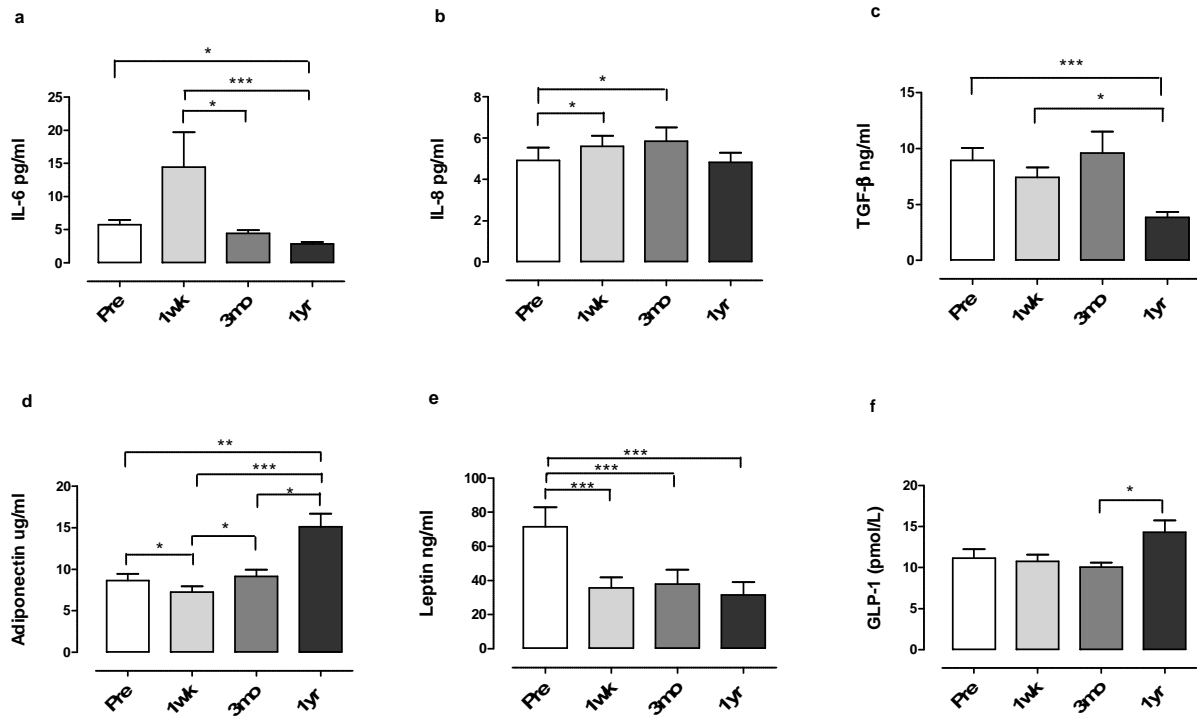 a
*
***
*
25
20
15
10
5
0
IL-6 pg/ml
Pre
1wk
3mo
1yr
b
*
*
8
6
4
2
0
IL-8 pg/ml
Pre
1wk
3mo
1yr
c
***
*
15
10
5
0
TGF-β ng/ml
Pre
1wk
3mo
1yr
d
**
***
*
*
*
20
15
10
5
0
Adiponectin ug/ml
Pre
1wk
3mo
1yr
e
***
***
***
100
80
60
40
20
0
Leptin ng/ml
Pre
1wk
3mo
1yr
f
*
20
15
10
5
0
GLP-1 (pmol/L)
Pre
1wk
3mo
1yr